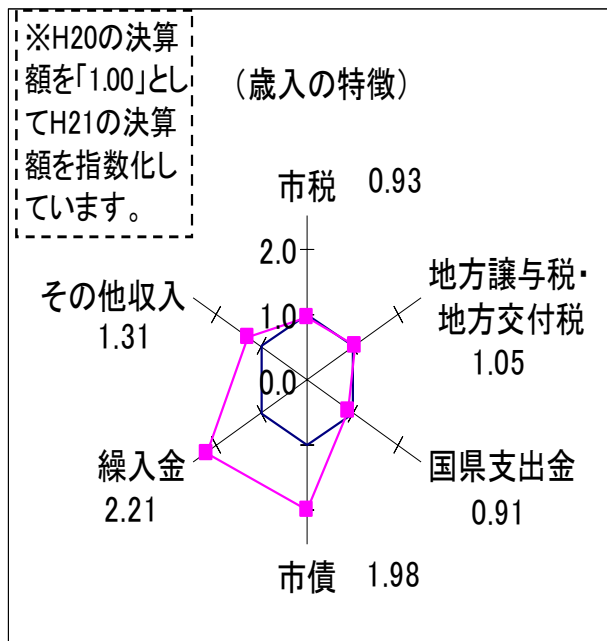 ※H20の決算
額を「1.00」とし
てH21の決算
額を指数化し
ています。
（歳入の特徴）
市税 0.93
2.0
地方譲与税・
地方交付税
1.05
その他収入
1.31
1.0
0.0
繰入金
2.21
国県支出金
0.91
市債 1.98